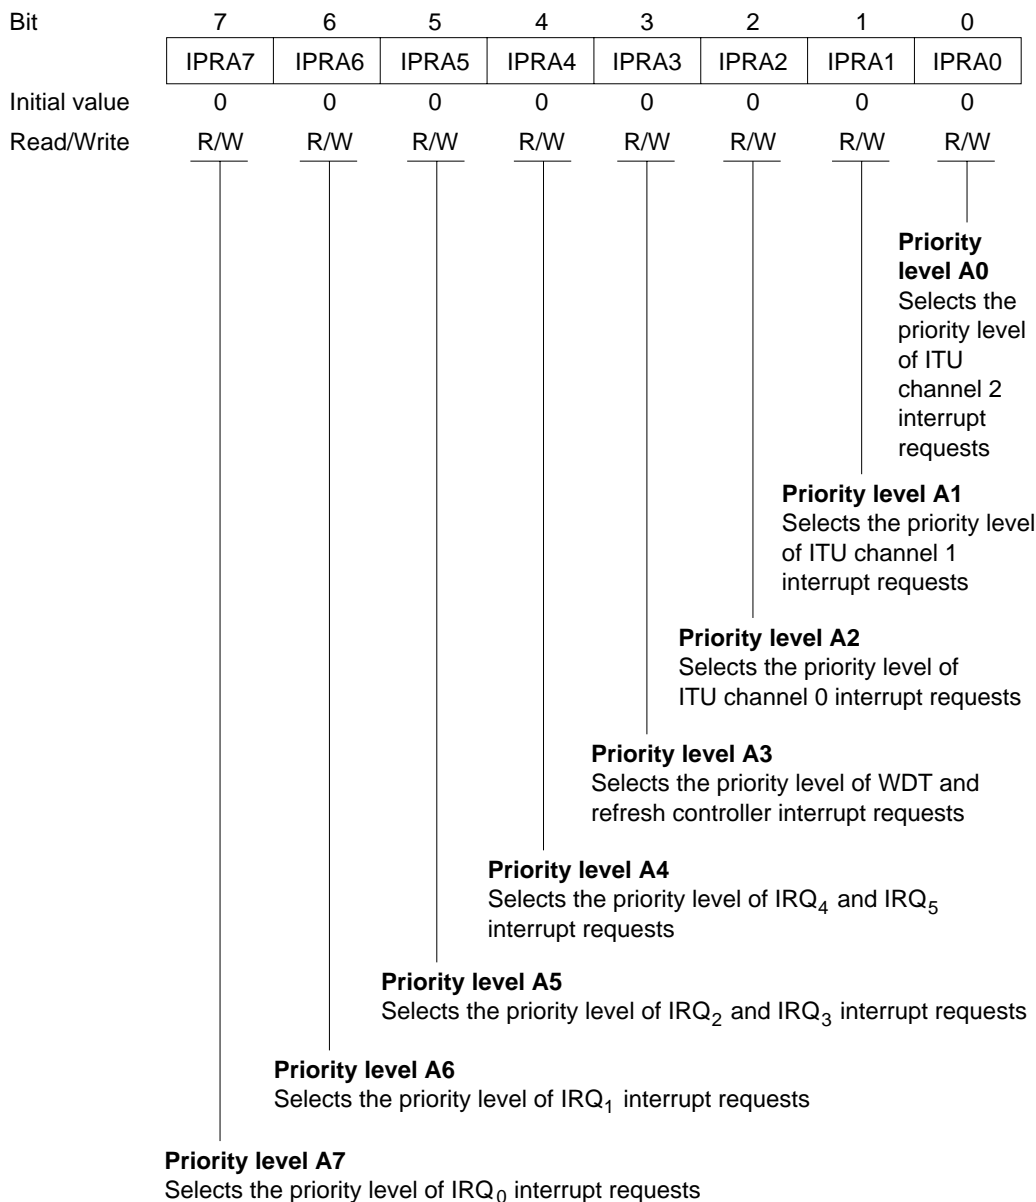 Bit 7 6 5 4 3 2 1 0
IPRA7 IPRA6 IPRA5 IPRA4 IPRA3 IPRA2 IPRA1 IPRA0
Initial value 0 0 0 0 0 0 0 0
Read/Write R/W R/W R/W R/W R/W R/W R/W R/W
Priority
level A0
Selects the
priority level
of ITU
channel 2
interrupt
requests
Priority level A1
Selects the priority level
of ITU channel 1
interrupt requests
Priority level A2
Selects the priority level of
ITU channel 0 interrupt requests
Priority level A3
Selects the priority level of WDT and
refresh controller interrupt requests
Priority level A4
Selects the priority level of IRQ₄ and IRQ₅
interrupt requests
Priority level A5
Selects the priority level of IRQ₂ and IRQ₃ interrupt requests
Priority level A6
Selects the priority level of IRQ₁ interrupt requests
Priority level A7
Selects the priority level of IRQ₀ interrupt requests